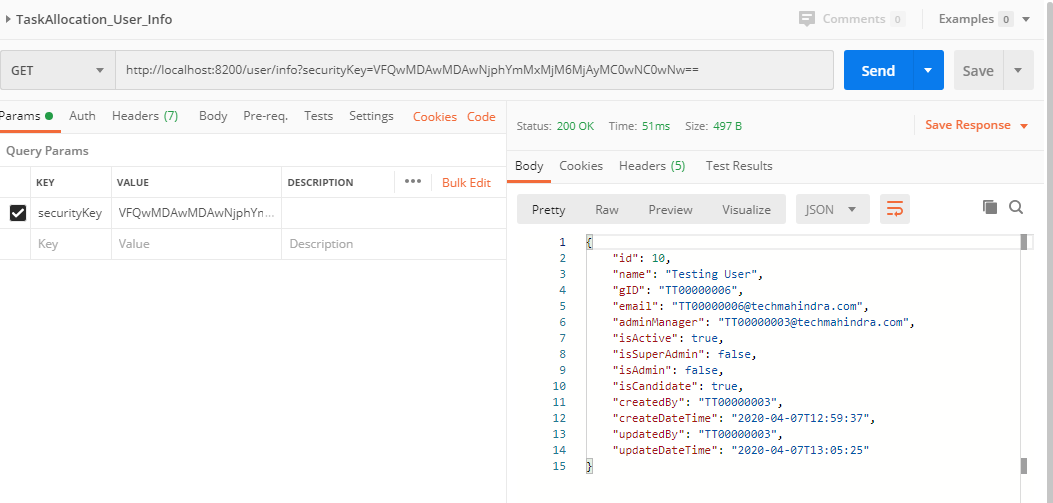 TaskAllocation_User_Info
Comments 0
Examples 0
GET
http://localhost:8200/user/info?securityKey=VFQwMDAwMDAwNjphYmMxMjM6MjAyMC0wNC0wNw==
Send
Save
Params
Auth
Headers (7)
Body
Pre-req.
Tests
Settings
Cookies
Code
Query Params
KEY
VALUE
DESCRIPTION
•••
Bulk Edit
securityKey
VFQwMDAwMDAwNjphYn...
Key
Value
Description
Status: 200 OK
Time: 51ms
Size: 497 B
Save Response
Body
Cookies
Headers (5)
Test Results
Pretty
Raw
Preview
Visualize
JSON
1 {
2 "id": 10,
3 "name": "Testing User",
4 "gID": "TT00000006",
5 "email": "TT00000006@techmahindra.com",
6 "adminManager": "TT00000003@techmahindra.com",
7 "isActive": true,
8 "isSuperAdmin": false,
9 "isAdmin": false,
10 "isCandidate": true,
11 "createdBy": "TT00000003",
12 "createDateTime": "2020-04-07T12:59:37",
13 "updatedBy": "TT00000003",
14 "updateDateTime": "2020-04-07T13:05:25"
15 }